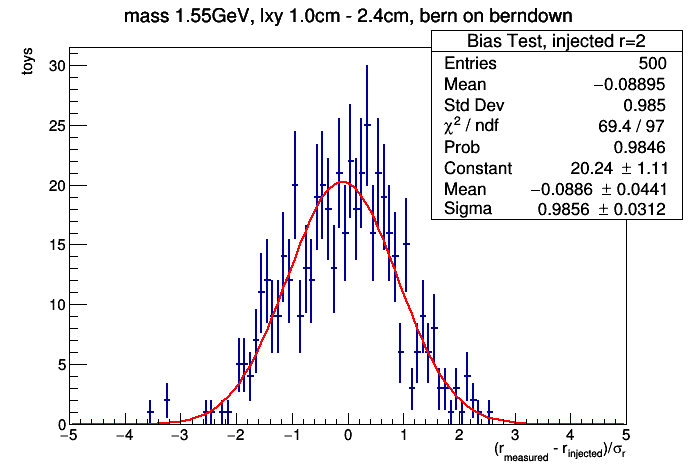 mass 1.55GeV, lxy 1.0cm - 2.4cm, bern on berndown
Bias Test, injected r=2
Entries 500
Mean −0.08895
Std Dev 0.985
χ² / ndf 69.4 / 97
Prob 0.9846
Constant 20.24 ± 1.11
Mean −0.0886 ± 0.0441
Sigma 0.9856 ± 0.0312
toys
30
25
20
15
10
5
0
−5 −4 −3 −2 −1 0 1 2 3 4 5
(r_measured - r_injected)/σ_r